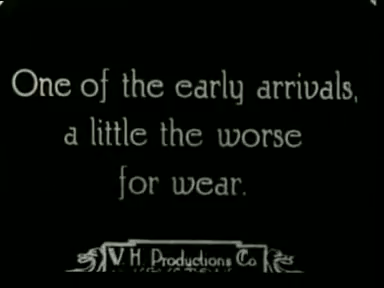 One of the early arrivals,
a little the worse
for wear.
V. H. Productions Co